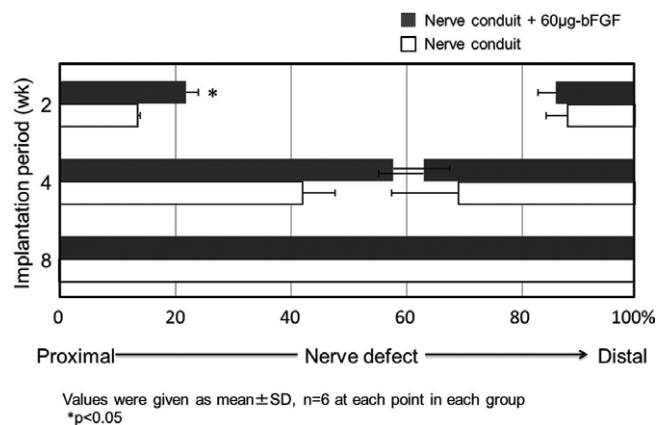 Nerve conduit + 60μg-bFGF
Nerve conduit
Implantation period (wk)
2
*
4
8
0 20 40 60 80 100%
Proximal Nerve defect Distal
Values were given as mean±SD, n=6 at each point in each group
*p<0.05